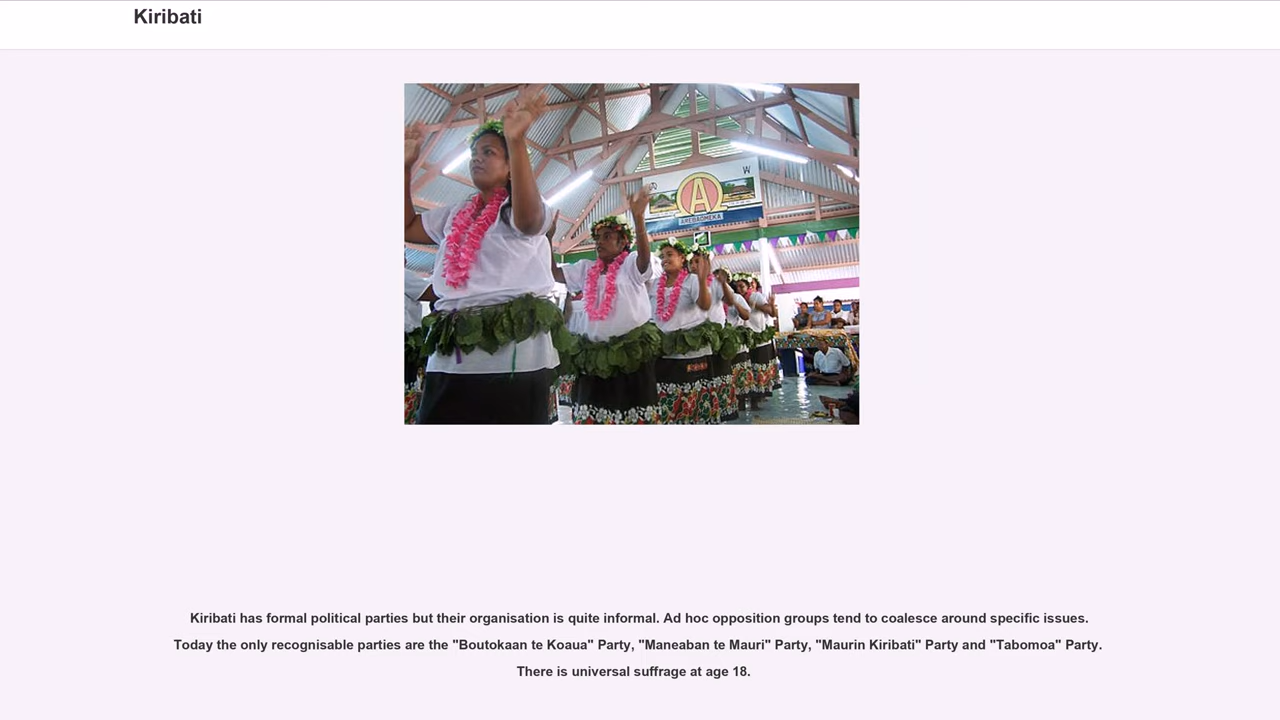 Kiribati
A
AREBROMEKA
Kiribati has formal political parties but their organisation is quite informal. Ad hoc opposition groups tend to coalesce around specific issues.
Today the only recognisable parties are the "Boutokaan te Koaua" Party, "Maneaban te Mauri" Party, "Maurin Kiribati" Party and "Tabomoa" Party.
There is universal suffrage at age 18.